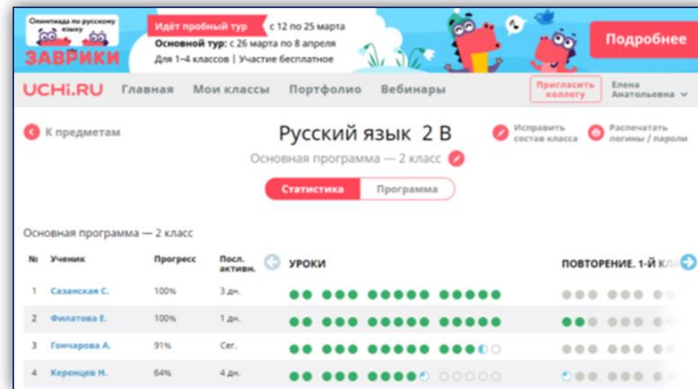 Олимпиада по русскому языку
ЗАВРИКИ
Идёт пробный тур с 12 по 25 марта
Основной тур: с 26 марта по 8 апреля
Для 1–4 классов | Участие бесплатное
Подробнее
UCHi.RU Главная Мои классы Портфолио Вебинары
Пригласить коллегу
Елена Анатольевна
К предметам
Русский язык 2 В
Исправить состав класса
Распечатать логины / пароли
Основная программа — 2 класс
Статистика Программа
Основная программа — 2 класс
№ Ученик Прогресс Посл. активн. УРОКИ ПОВТОРЕНИЕ. 1-Й
1 Сазанская С. 100% 3 дн.
2 Филатова Е. 100% 1 дн.
3 Гончарова А. 91% Сег.
4 Керенцев Н. 64% 4 дн.